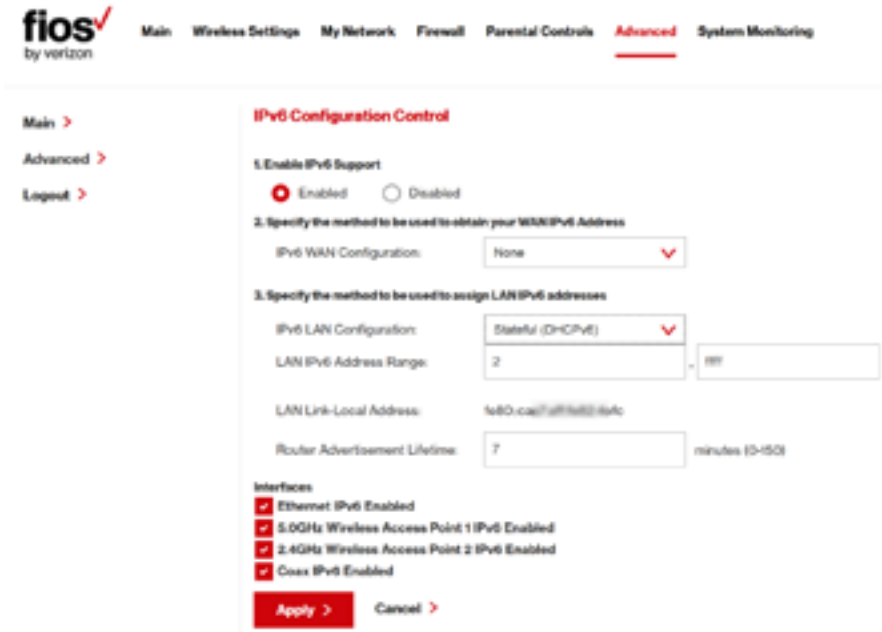 fios
by verizon
Main Wireless Settings My Network Firewall Parental Controls Advanced System Monitoring
Main >
Advanced >
Logout >
IPv6 Configuration Control
1. Enable IPv6 Support
Enabled Disabled
2. Specify the method to be used to obtain your WAN IPv6 Address
IPv6 WAN Configuration: None
3. Specify the method to be used to assign LAN IPv6 addresses
IPv6 LAN Configuration: Stateful (DHCPv6)
LAN IPv6 Address Range: 2 - ffff
LAN Link-Local Address:
Router Advertisement Lifetime: 7 minutes (0-150)
Interfaces
Ethernet IPv6 Enabled
5.0GHz Wireless Access Point 1 IPv6 Enabled
2.4GHz Wireless Access Point 2 IPv6 Enabled
Coax IPv6 Enabled
Apply > Cancel >